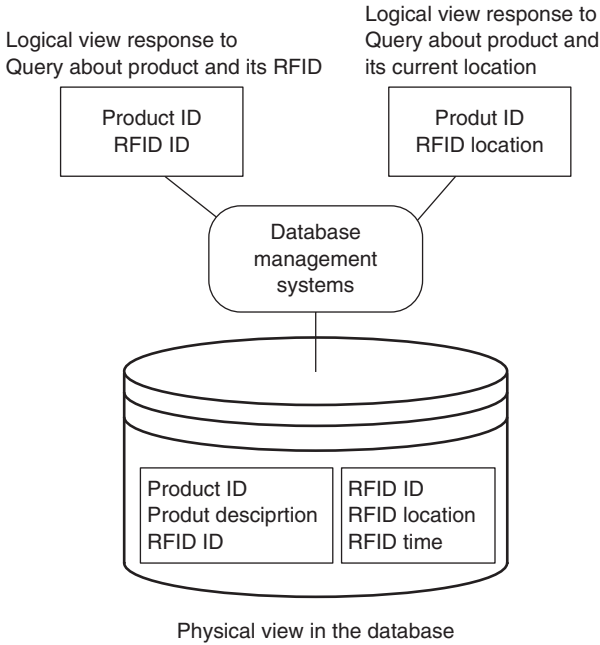 Logical view response to
Query about product and its RFID
Logical view response to
Query about product and
its current location
Product ID
RFID ID
Produt ID
RFID location
Database
management
systems
Product ID
Produt desciprtion
RFID ID
RFID ID
RFID location
RFID time
Physical view in the database